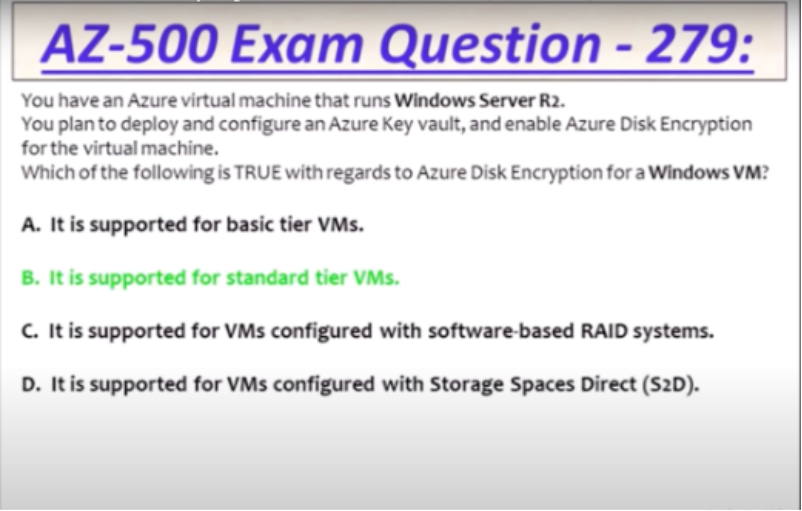 AZ-500 Exam Question - 279:
You have an Azure virtual machine that runs Windows Server R2.
You plan to deploy and configure an Azure Key vault, and enable Azure Disk Encryption
for the virtual machine.
Which of the following is TRUE with regards to Azure Disk Encryption for a Windows VM?
A. It is supported for basic tier VMs.
B. It is supported for standard tier VMs.
C. It is supported for VMs configured with software-based RAID systems.
D. It is supported for VMs configured with Storage Spaces Direct (S2D).